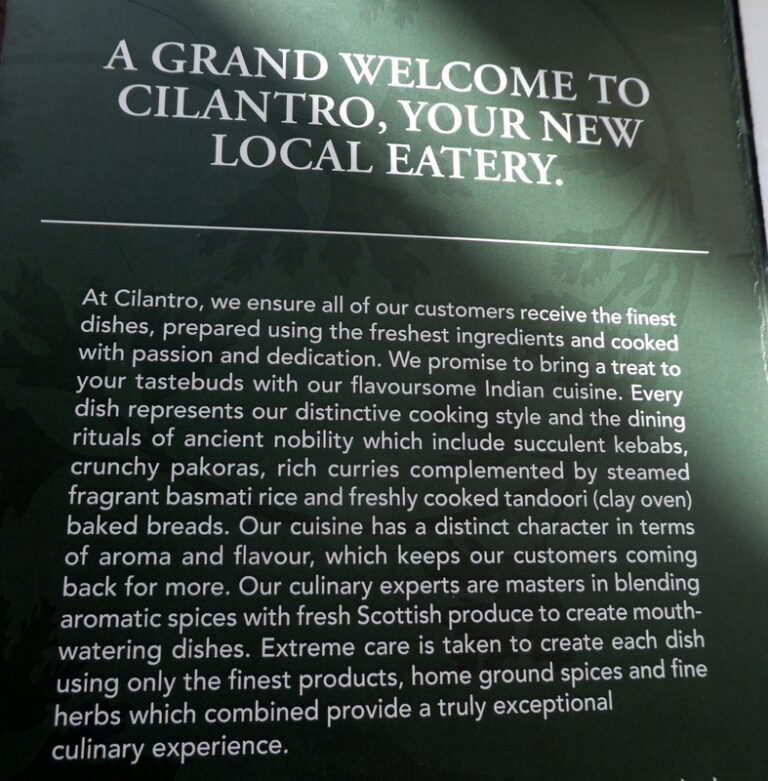 A GRAND WELCOME TO
CILANTRO, YOUR NEW
LOCAL EATERY.
At Cilantro, we ensure all of our customers receive the finest
dishes, prepared using the freshest ingredients and cooked
with passion and dedication. We promise to bring a treat to
your tastebuds with our flavoursome Indian cuisine. Every
dish represents our distinctive cooking style and the dining
rituals of ancient nobility which include succulent kebabs,
crunchy pakoras, rich curries complemented by steamed
fragrant basmati rice and freshly cooked tandoori (clay oven)
baked breads. Our cuisine has a distinct character in terms
of aroma and flavour, which keeps our customers coming
back for more. Our culinary experts are masters in blending
aromatic spices with fresh Scottish produce to create mouth-
watering dishes. Extreme care is taken to create each dish
using only the finest products, home ground spices and fine
herbs which combined provide a truly exceptional
culinary experience.